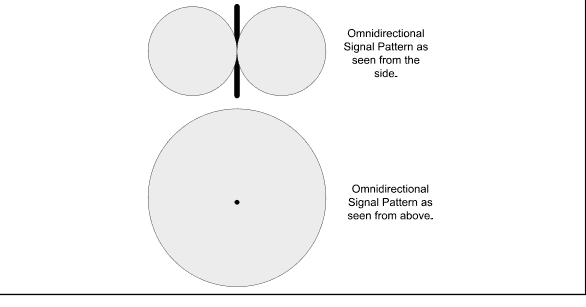 Omnidirectional
Signal Pattern as
seen from the
side.
Omnidirectional
Signal Pattern as
seen from above.